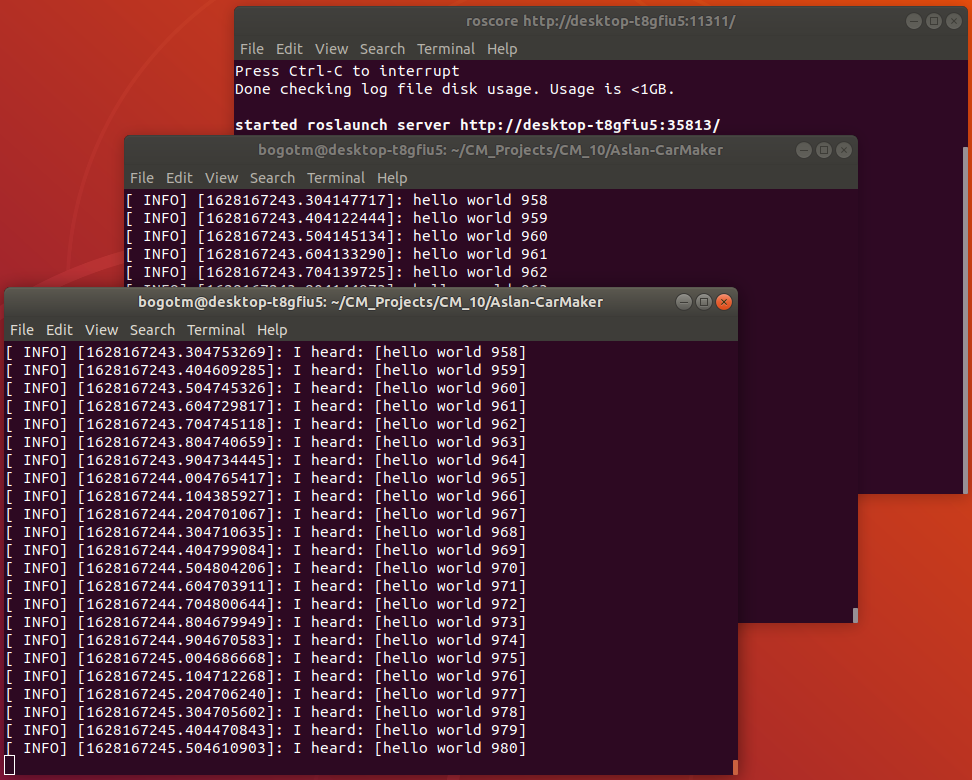 roscore http://desktop-t8gfiu5:11311/
File Edit View Search Terminal Help
Press Ctrl-C to interrupt
Done checking log file disk usage. Usage is <1GB.
started roslaunch server http://desktop-t8gfiu5:35813/
bogotm@desktop-t8gfiu5: ~/CM_Projects/CM_10/Aslan-CarMaker
File Edit View Search Terminal Help
[ INFO] [1628167243.304147717]: hello world 958
[ INFO] [1628167243.404122444]: hello world 959
[ INFO] [1628167243.504145134]: hello world 960
[ INFO] [1628167243.604133290]: hello world 961
[ INFO] [1628167243.704139725]: hello world 962
bogotm@desktop-t8gfiu5: ~/CM_Projects/CM_10/Aslan-CarMaker
File Edit View Search Terminal Help
[ INFO] [1628167243.304753269]: I heard: [hello world 958]
[ INFO] [1628167243.404609285]: I heard: [hello world 959]
[ INFO] [1628167243.504745326]: I heard: [hello world 960]
[ INFO] [1628167243.604729817]: I heard: [hello world 961]
[ INFO] [1628167243.704745118]: I heard: [hello world 962]
[ INFO] [1628167243.804740659]: I heard: [hello world 963]
[ INFO] [1628167243.904734445]: I heard: [hello world 964]
[ INFO] [1628167244.004765417]: I heard: [hello world 965]
[ INFO] [1628167244.104385927]: I heard: [hello world 966]
[ INFO] [1628167244.204701067]: I heard: [hello world 967]
[ INFO] [1628167244.304710635]: I heard: [hello world 968]
[ INFO] [1628167244.404799084]: I heard: [hello world 969]
[ INFO] [1628167244.504804206]: I heard: [hello world 970]
[ INFO] [1628167244.604703911]: I heard: [hello world 971]
[ INFO] [1628167244.704800644]: I heard: [hello world 972]
[ INFO] [1628167244.804679949]: I heard: [hello world 973]
[ INFO] [1628167244.904670583]: I heard: [hello world 974]
[ INFO] [1628167245.004686668]: I heard: [hello world 975]
[ INFO] [1628167245.104712268]: I heard: [hello world 976]
[ INFO] [1628167245.204706240]: I heard: [hello world 977]
[ INFO] [1628167245.304705602]: I heard: [hello world 978]
[ INFO] [1628167245.404470843]: I heard: [hello world 979]
[ INFO] [1628167245.504610903]: I heard: [hello world 980]